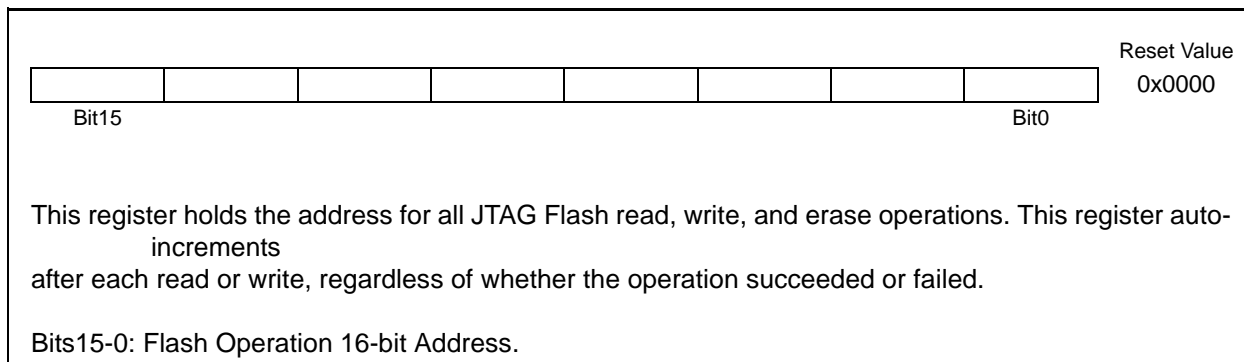 Reset Value
0x0000
Bit15 Bit0
This register holds the address for all JTAG Flash read, write, and erase operations. This register auto-
increments
after each read or write, regardless of whether the operation succeeded or failed.
Bits15-0: Flash Operation 16-bit Address.